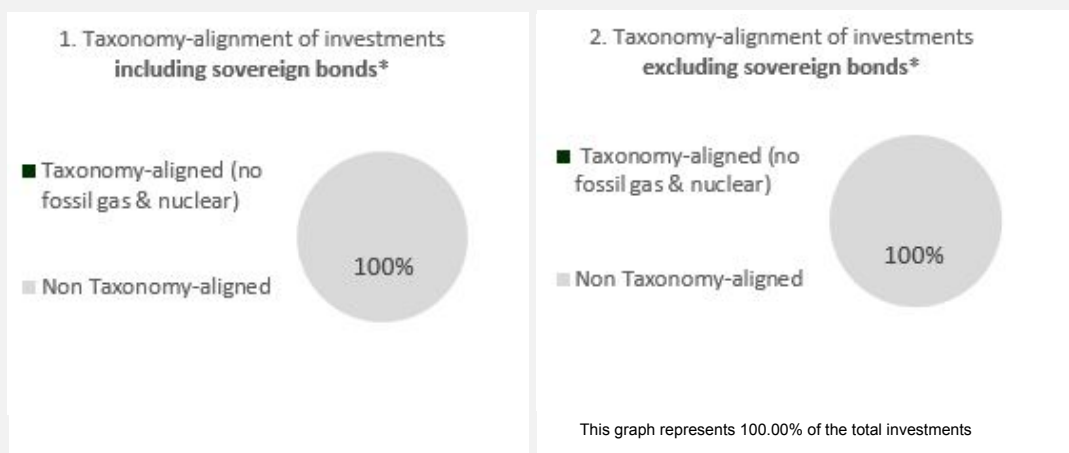 1. Taxonomy-alignment of investments
including sovereign bonds*
Taxonomy-aligned (no
fossil gas & nuclear)
100%
Non Taxonomy-aligned
2. Taxonomy-alignment of investments
excluding sovereign bonds*
Taxonomy-aligned (no
fossil gas & nuclear)
100%
Non Taxonomy-aligned
This graph represents 100.00% of the total investments